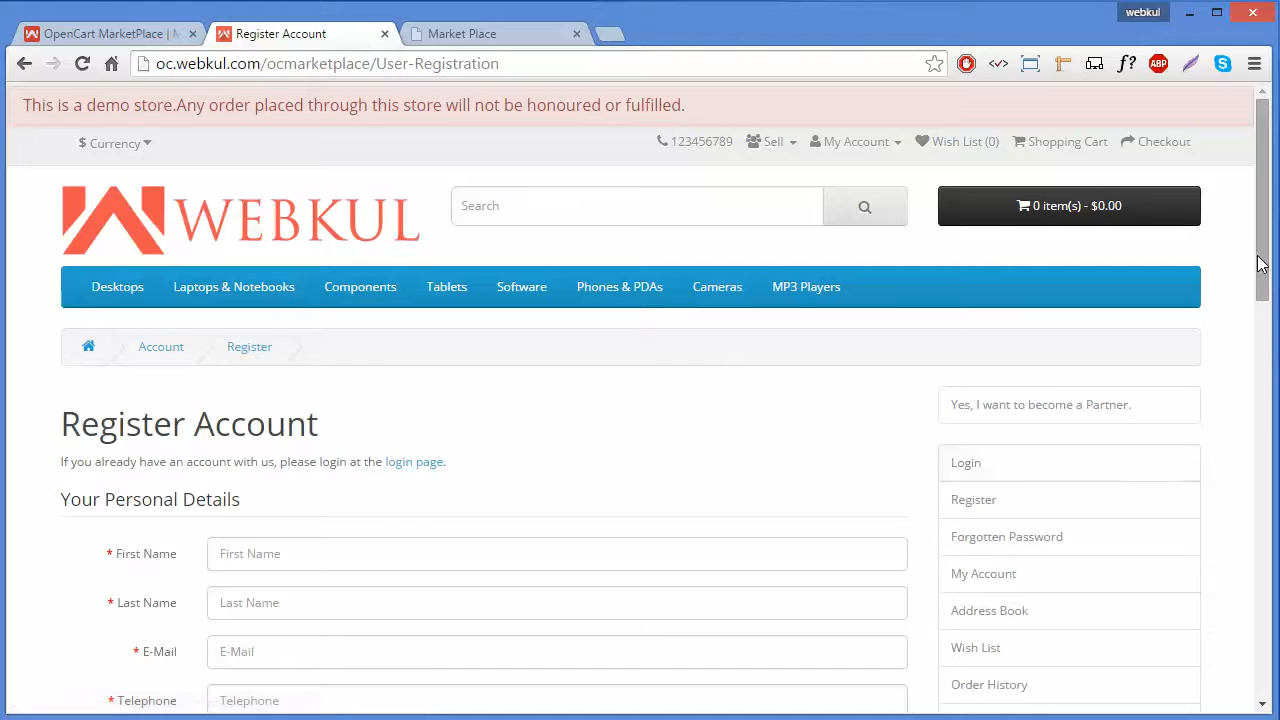 webkul
OpenCart MarketPlace | M
Register Account
Market Place
oc.webkul.com/ocmarketplace/User-Registration
ABP
f?
This is a demo store.Any order placed through this store will not be honoured or fulfilled.
$ Currency
123456789 Sell My Account Wish List (0) Shopping Cart Checkout
WEBKUL
Search
0 item(s) - $0.00
Desktops Laptops & Notebooks Components Tablets Software Phones & PDAs Cameras MP3 Players
Account Register
Register Account
If you already have an account with us, please login at the login page.
Your Personal Details
* First Name First Name
* Last Name Last Name
* E-Mail E-Mail
* Telephone Telephone
Yes, I want to become a Partner.
Login
Register
Forgotten Password
My Account
Address Book
Wish List
Order History